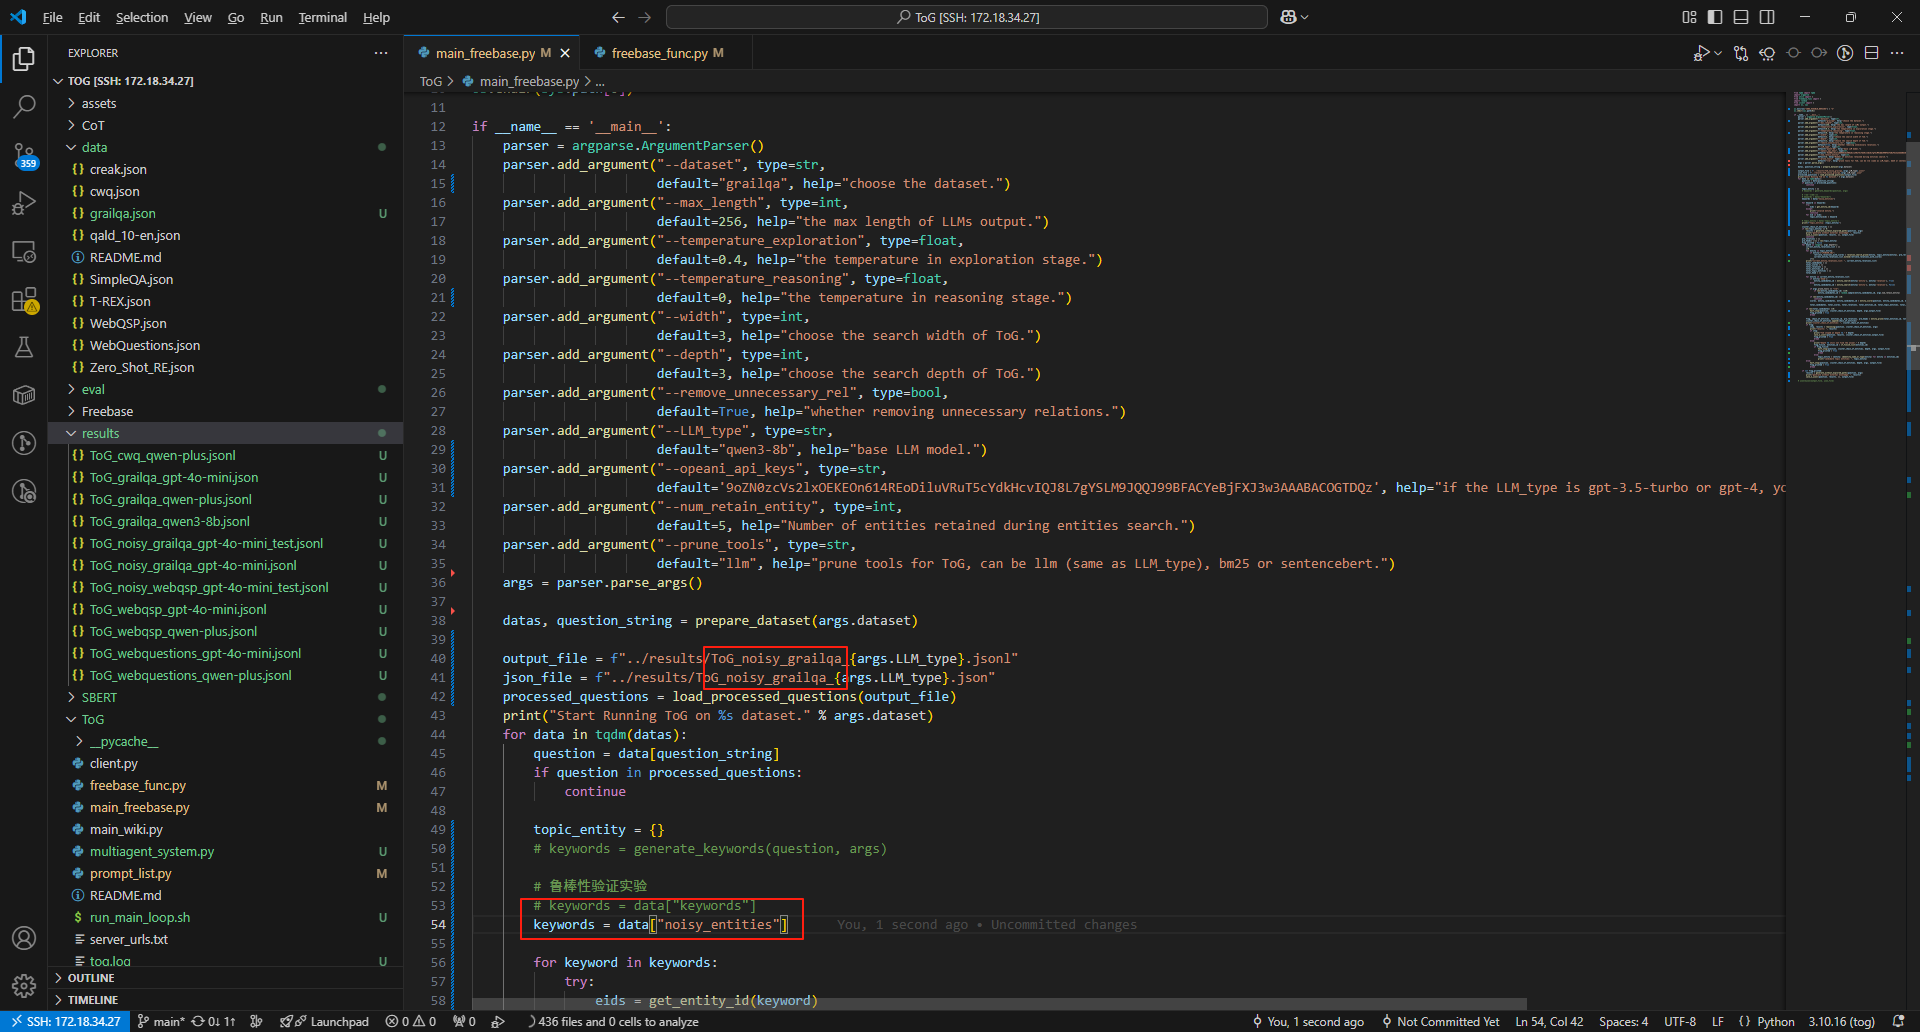 File Edit Selection View Go Run Terminal Help
ToG [SSH: 172.18.34.27]
EXPLORER
TOG [SSH: 172.18.34.27]
assets
CoT
data
creak.json
cwq.json
grailqa.json U
qald_10-en.json
README.md
SimpleQA.json
T-REX.json
WebQSP.json
WebQuestions.json
Zero_Shot_RE.json
eval
Freebase
results
ToG_cwq_qwen-plus.jsonl U
ToG_grailqa_gpt-4o-mini.json U
ToG_grailqa_qwen-plus.jsonl U
ToG_grailqa_qwen3-8b.jsonl U
ToG_noisy_grailqa_gpt-4o-mini_test.jsonl U
ToG_noisy_grailqa_gpt-4o-mini.jsonl U
ToG_noisy_webqsp_gpt-4o-mini_test.jsonl U
ToG_webqsp_gpt-4o-mini.jsonl U
ToG_webqsp_qwen-plus.jsonl U
ToG_webquestions_gpt-4o-mini.jsonl U
ToG_webquestions_qwen-plus.jsonl U
SBERT
ToG
__pycache__
client.py
freebase_func.py M
main_freebase.py M
main_wiki.py
multiagent_system.py U
prompt_list.py M
README.md
run_main_loop.sh U
server_urls.txt
tog.log U
OUTLINE
TIMELINE
359
main_freebase.py M
freebase_func.py M
ToG > main_freebase.py > ...
11
12 if __name__ == '__main__':
13 parser = argparse.ArgumentParser()
14 parser.add_argument("--dataset", type=str,
15 default="grailqa", help="choose the dataset.")
16 parser.add_argument("--max_length", type=int,
17 default=256, help="the max length of LLMs output.")
18 parser.add_argument("--temperature_exploration", type=float,
19 default=0.4, help="the temperature in exploration stage.")
20 parser.add_argument("--temperature_reasoning", type=float,
21 default=0, help="the temperature in reasoning stage.")
22 parser.add_argument("--width", type=int,
23 default=3, help="choose the search width of ToG.")
24 parser.add_argument("--depth", type=int,
25 default=3, help="choose the search depth of ToG.")
26 parser.add_argument("--remove_unnecessary_rel", type=bool,
27 default=True, help="whether removing unnecessary relations.")
28 parser.add_argument("--LLM_type", type=str,
29 default="qwen3-8b", help="base LLM model.")
30 parser.add_argument("--opeani_api_keys", type=str,
31 default='9oZN0zcVs2lxOEKEOn614REoDiluVRuT5cYdkHcvIQJ8L7gYSLM9JQQJ99BFACYeBjFXJ3w3AAABACOGTDQz', help="if the LLM_type is gpt-3.5-turbo or gpt-4, yo
32 parser.add_argument("--num_retain_entity", type=int,
33 default=5, help="Number of entities retained during entities search.")
34 parser.add_argument("--prune_tools", type=str,
35 default="llm", help="prune tools for ToG, can be llm (same as LLM_type), bm25 or sentencebert.")
36 args = parser.parse_args()
37
38 datas, question_string = prepare_dataset(args.dataset)
39
40 output_file = f"../results/ToG_noisy_grailqa_{args.LLM_type}.jsonl"
41 json_file = f"../results/ToG_noisy_grailqa_{args.LLM_type}.json"
42 processed_questions = load_processed_questions(output_file)
43 print("Start Running ToG on %s dataset." % args.dataset)
44 for data in tqdm(datas):
45 question = data[question_string]
46 if question in processed_questions:
47 continue
48
49 topic_entity = {}
50 # keywords = generate_keywords(question, args)
51
52 # 鲁棒性验证实验
53 # keywords = data["keywords"]
54 keywords = data["noisy_entities"] You, 1 second ago • Uncommitted changes
55
56 for keyword in keywords:
57 try:
58 eids = get_entity_id(keyword)
SSH: 172.18.34.27 main* 0↓ 1↑ Launchpad 0 0 0 436 files and 0 cells to analyze You, 1 second ago Not Committed Yet Ln 54, Col 42 Spaces: 4 UTF-8 LF Python 3.10.16 (tog)